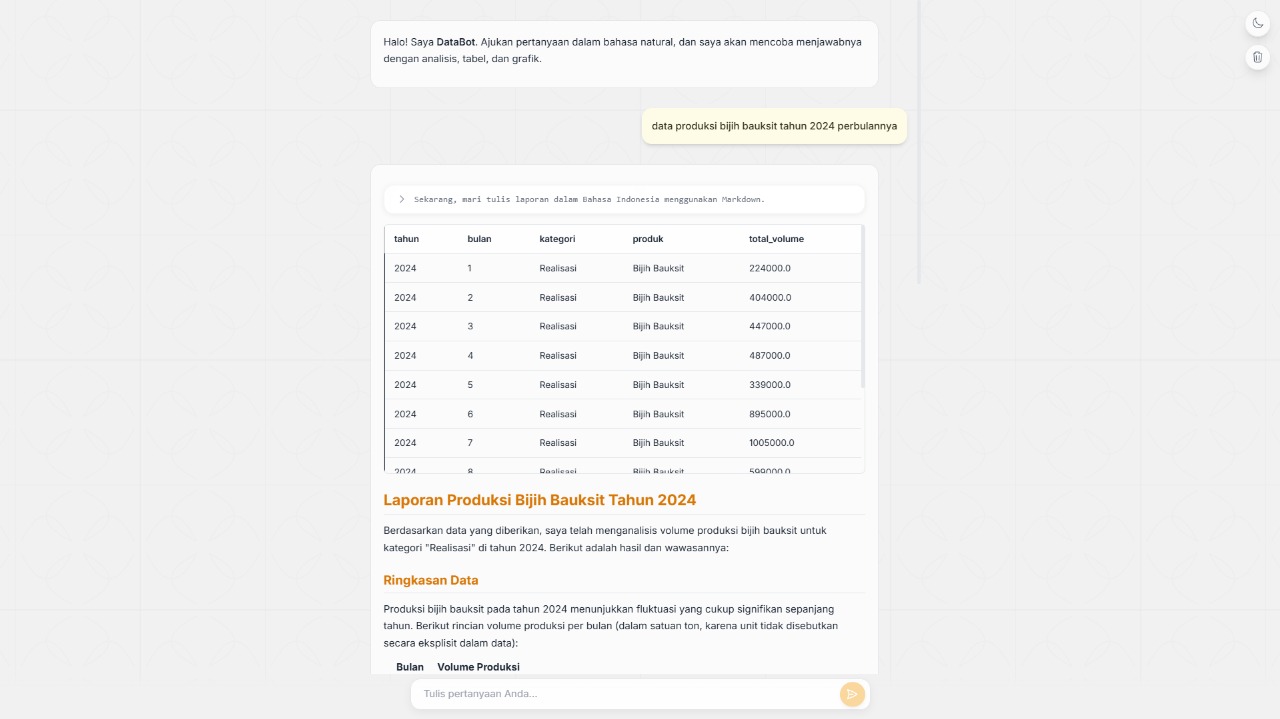 Halo! Saya DataBot. Ajukan pertanyaan dalam bahasa natural, dan saya akan mencoba menjawabnya
dengan analisis, tabel, dan grafik.
data produksi bijih bauksit tahun 2024 perbulannya
Sekarang, mari tulis laporan dalam Bahasa Indonesia menggunakan Markdown.
tahun bulan kategori produk total_volume
2024 1 Realisasi Bijih Bauksit 224000.0
2024 2 Realisasi Bijih Bauksit 404000.0
2024 3 Realisasi Bijih Bauksit 447000.0
2024 4 Realisasi Bijih Bauksit 487000.0
2024 5 Realisasi Bijih Bauksit 339000.0
2024 6 Realisasi Bijih Bauksit 895000.0
2024 7 Realisasi Bijih Bauksit 1005000.0
2024 8 Realisasi Bijih Bauksit 599000.0
Laporan Produksi Bijih Bauksit Tahun 2024
Berdasarkan data yang diberikan, saya telah menganalisis volume produksi bijih bauksit untuk
kategori "Realisasi" di tahun 2024. Berikut adalah hasil dan wawasannya:
Ringkasan Data
Produksi bijih bauksit pada tahun 2024 menunjukkan fluktuasi yang cukup signifikan sepanjang
tahun. Berikut rincian volume produksi per bulan (dalam satuan ton, karena unit tidak disebutkan
secara eksplisit dalam data):
Bulan Volume Produksi
Tulis pertanyaan Anda...